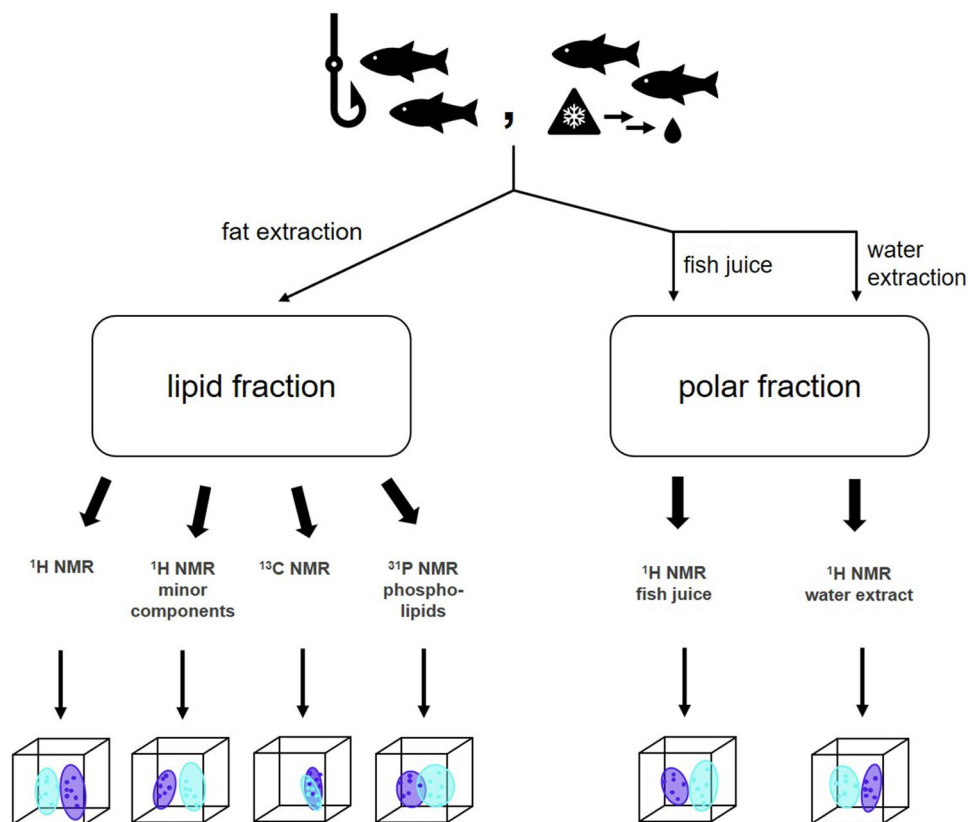 ,
fat extraction
fish juice
water
extraction
lipid fraction
polar fraction
¹H NMR
¹H NMR
minor
components
¹³C NMR
³¹P NMR
phospho-
lipids
¹H NMR
fish juice
¹H NMR
water extract